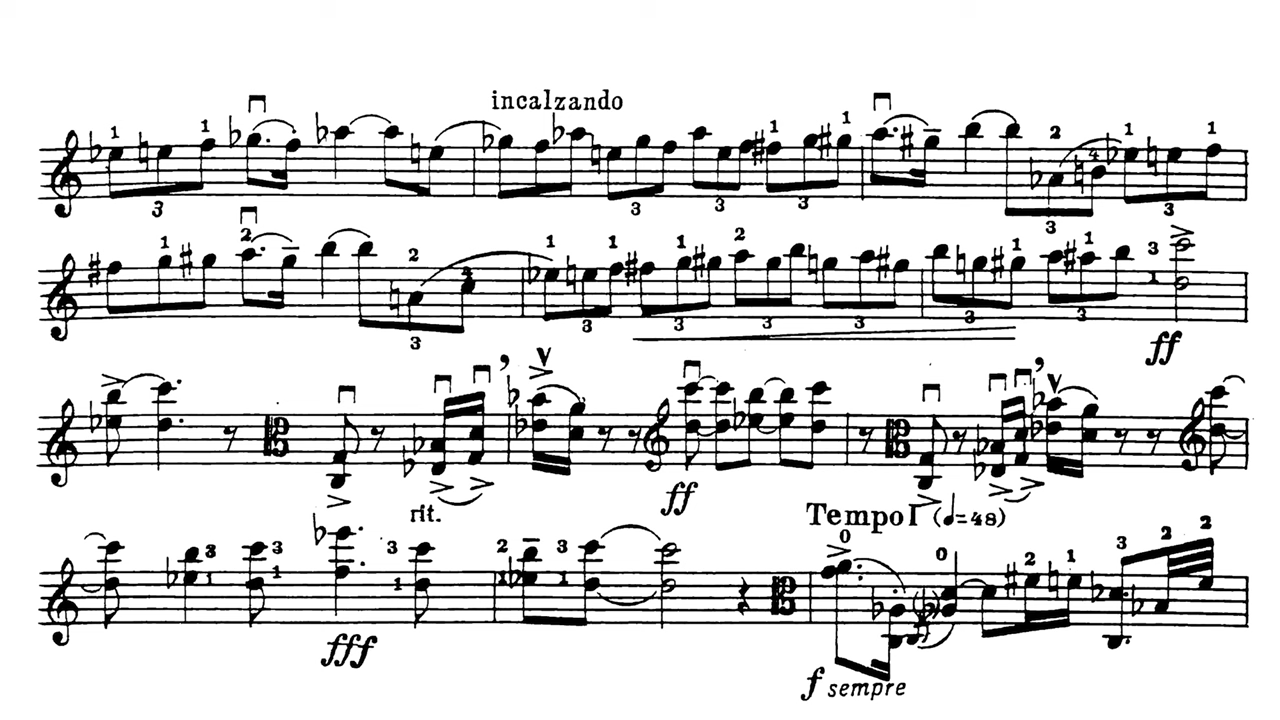 incalzando
ff
ff
rit.
Tempo I (♩=48)
fff
f sempre